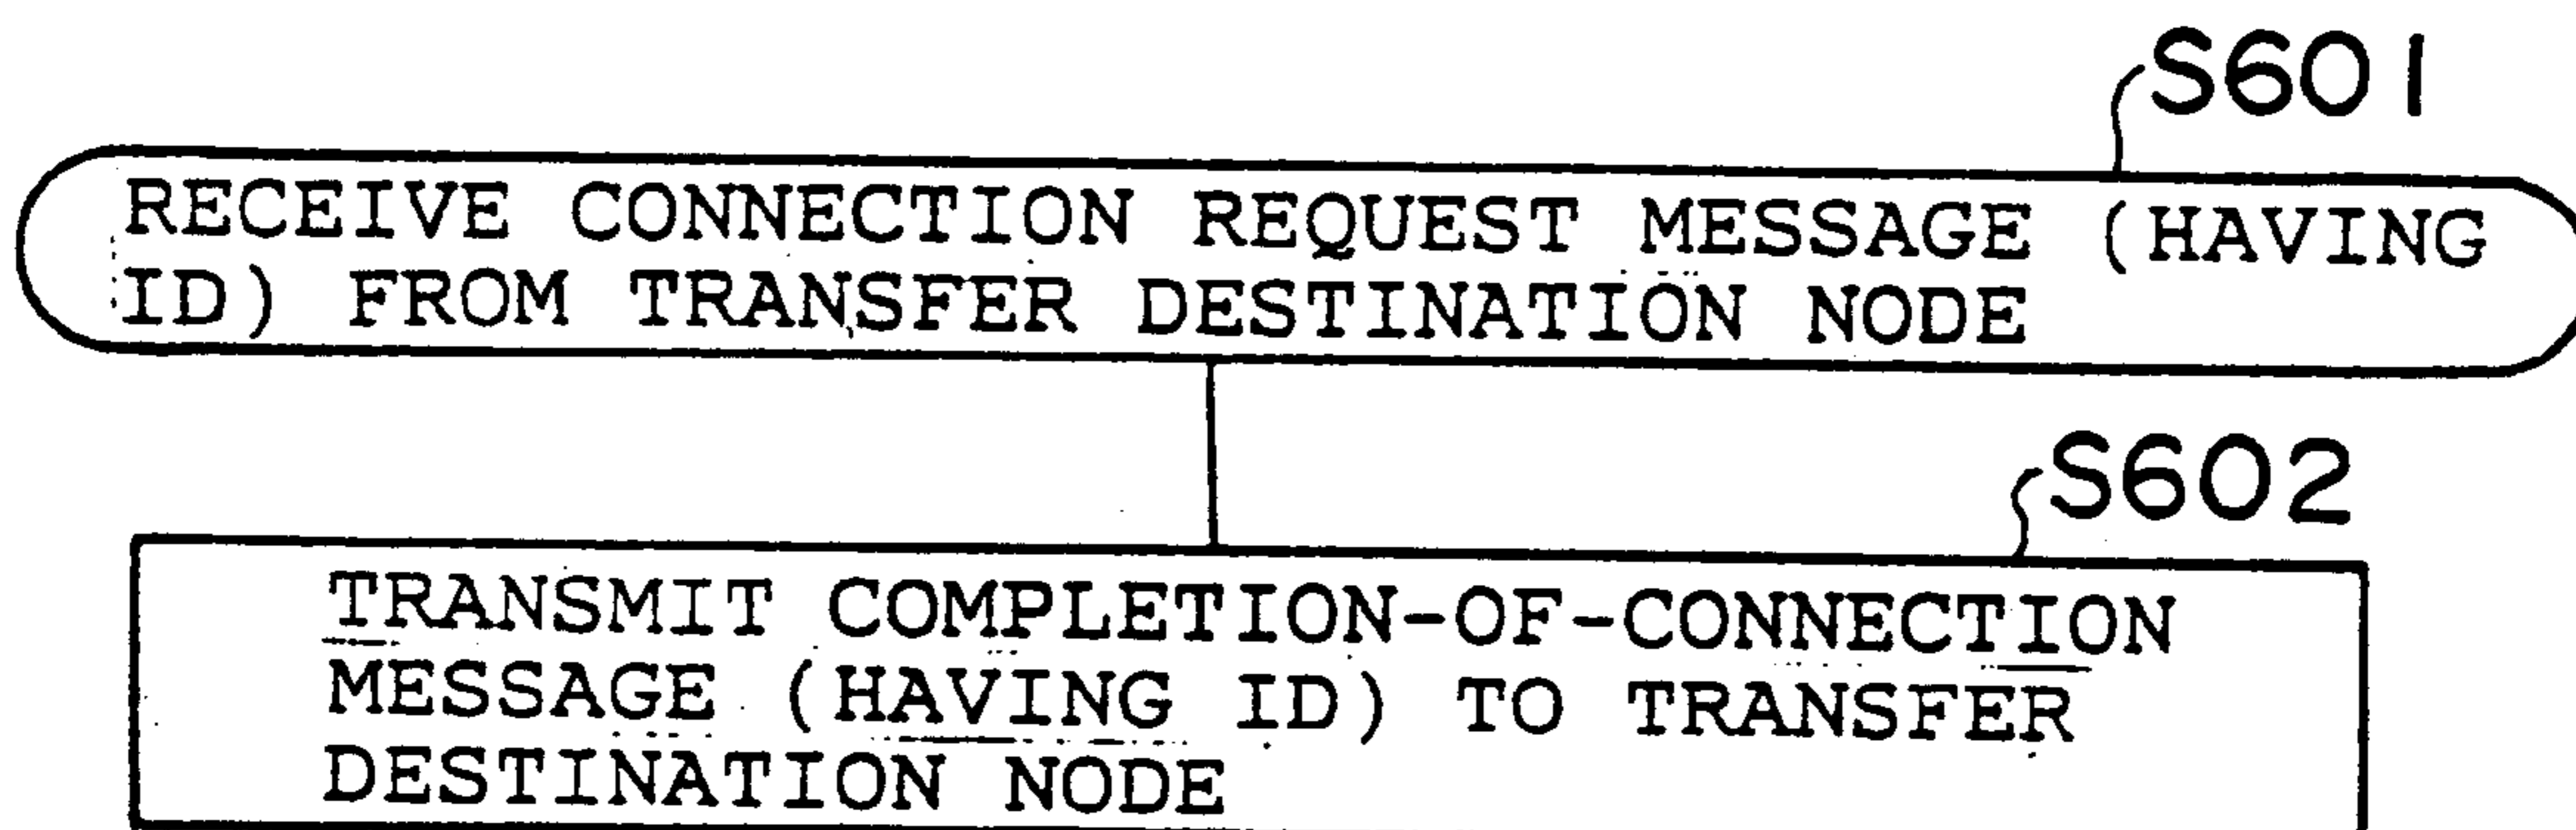 S601
RECEIVE CONNECTION REQUEST MESSAGE (HAVING
ID) FROM TRANSFER DESTINATION NODE
S602
TRANSMIT COMPLETION-OF-CONNECTION
MESSAGE (HAVING ID) TO TRANSFER
DESTINATION NODE